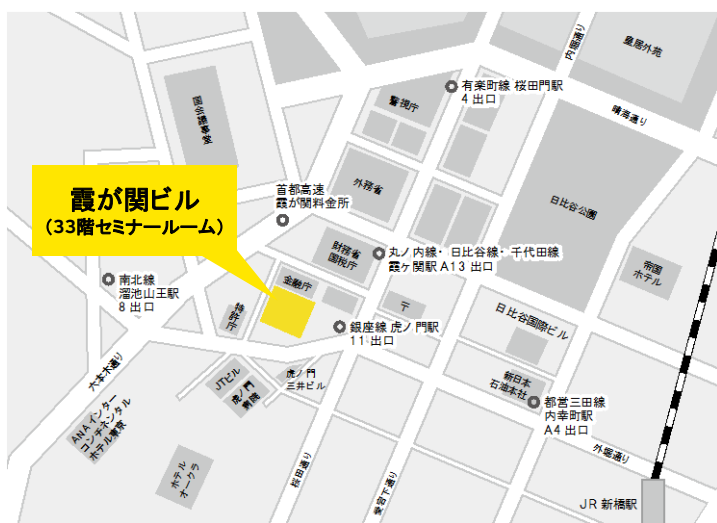 内堀通り
皇居外苑
有楽町線 桜田門駅
4 出口
警視庁
晴海通り
国会議事堂
霞が関ビル
（33階セミナールーム）
首都高速
霞が関料金所
外務省
日比谷公園
財務省
国税庁
丸ノ内線・日比谷線・千代田線
霞ヶ関駅 A13 出口
帝国
ホテル
南北線
溜池山王駅
8 出口
金融庁
特許庁
〒
日比谷国際ビル
銀座線 虎ノ門駅
11 出口
六本木通り
JTビル
虎ノ門
病院
虎ノ門
三井ビル
新日本
石油本社
都営三田線
内幸町駅
A4 出口
ANAインター
コンチネンタル
ホテル東京
ホテル
オークラ
桜田通り
愛宕下通り
外堀通り
JR 新橋駅